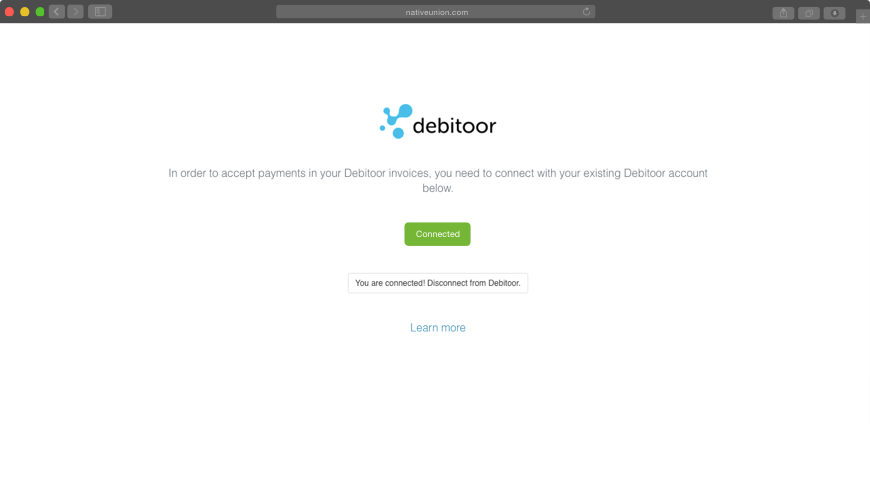 nativeunion.com
debitoor
In order to accept payments in your Debitoor invoices, you need to connect with your existing Debitoor account
below.
Connected
You are connected! Disconnect from Debitoor.
Learn more